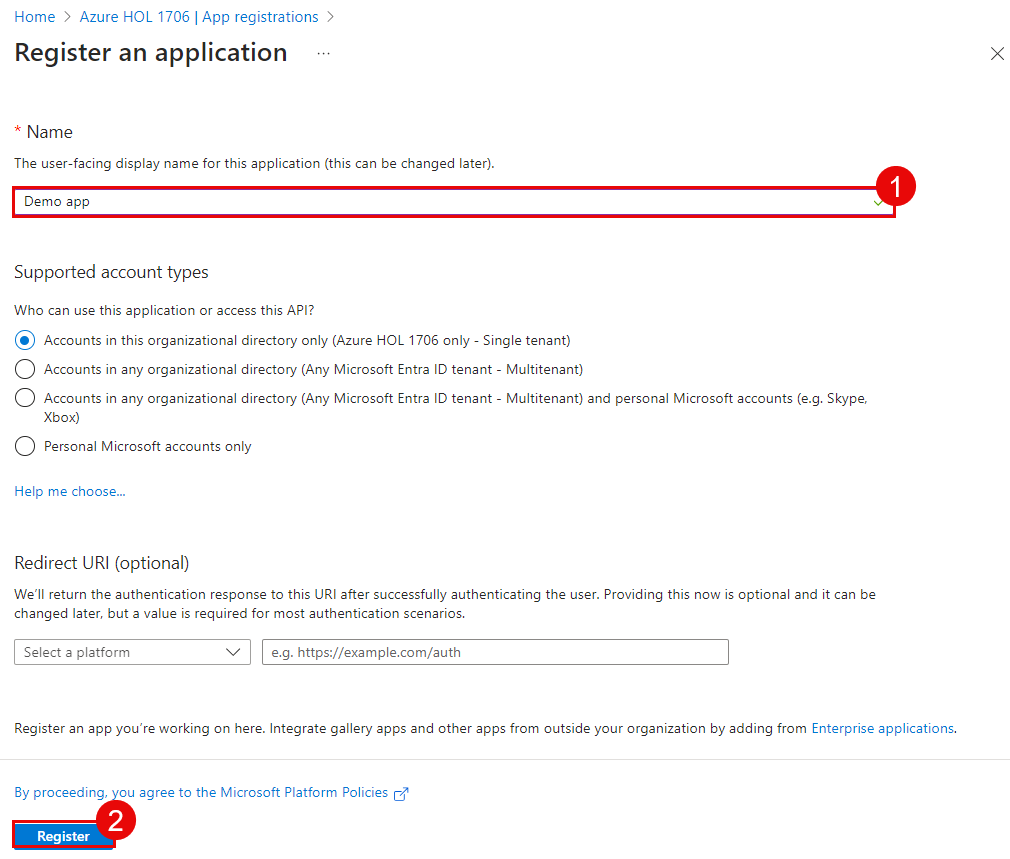 Home > Azure HOL 1706 | App registrations >
Register an application ...
* Name
The user-facing display name for this application (this can be changed later).
1
Demo app
Supported account types
Who can use this application or access this API?
Accounts in this organizational directory only (Azure HOL 1706 only - Single tenant)
Accounts in any organizational directory (Any Microsoft Entra ID tenant - Multitenant)
Accounts in any organizational directory (Any Microsoft Entra ID tenant - Multitenant) and personal Microsoft accounts (e.g. Skype,
Xbox)
Personal Microsoft accounts only
Help me choose...
Redirect URI (optional)
We'll return the authentication response to this URI after successfully authenticating the user. Providing this now is optional and it can be
changed later, but a value is required for most authentication scenarios.
Select a platform
e.g. https://example.com/auth
Register an app you're working on here. Integrate gallery apps and other apps from outside your organization by adding from Enterprise applications.
By proceeding, you agree to the Microsoft Platform Policies
2
Register